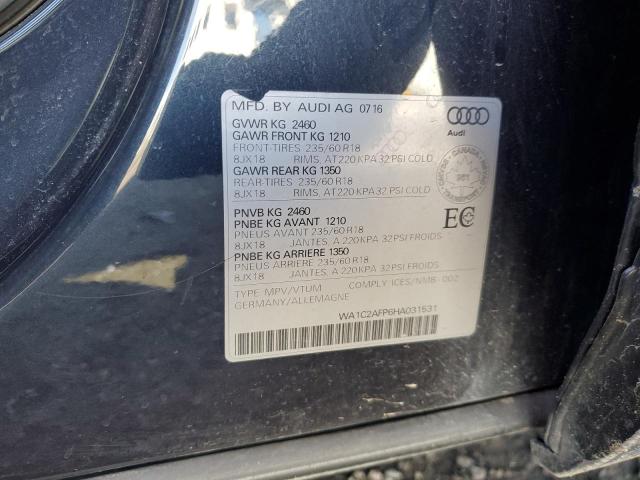 MFD. BY AUDI AG 07 16
GVWR KG 2460
GAWR FRONT KG 1210
FRONT-TIRES 235/60 R18
8JX18 RIMS, AT 220 KPA 32 PSI COLD
GAWR REAR KG 1350
REAR-TIRES 235/60 R18
8JX18 RIMS, AT 220 KPA 32 PSI COLD
PNVB KG 2460
PNBE KG AVANT 1210
PNEUS AVANT 235/60 R18
8JX18 JANTES, A 220 KPA 32PSI FROIDS
PNBE KG ARRIERE 1350
PNEUS ARRIERE 235/60 R18
8JX18 JANTES, A 220 KPA 32PSI FROIDS
TYPE MPV/VTUM COMPLY ICES/NMB - 002
GERMANY/ALLEMAGNE
WA1C2AFP6HA031531
Audi
CANADA
EC